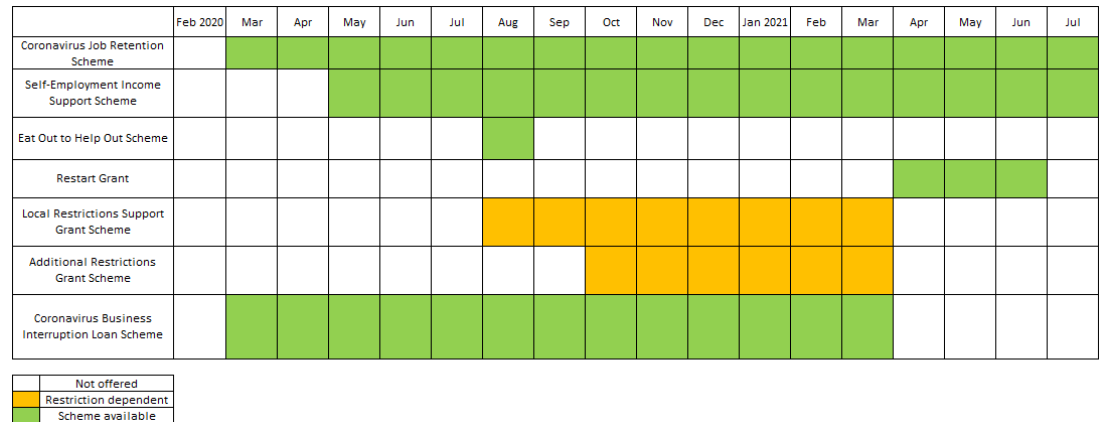 Feb 2020 Mar Apr May Jun Jul Aug Sep Oct Nov Dec Jan 2021 Feb Mar Apr May Jun Jul
Coronavirus Job Retention
Scheme
Self-Employment Income
Support Scheme
Eat Out to Help Out Scheme
Restart Grant
Local Restrictions Support
Grant Scheme
Additional Restrictions
Grant Scheme
Coronavirus Business
Interruption Loan Scheme
Not offered
Restriction dependent
Scheme available